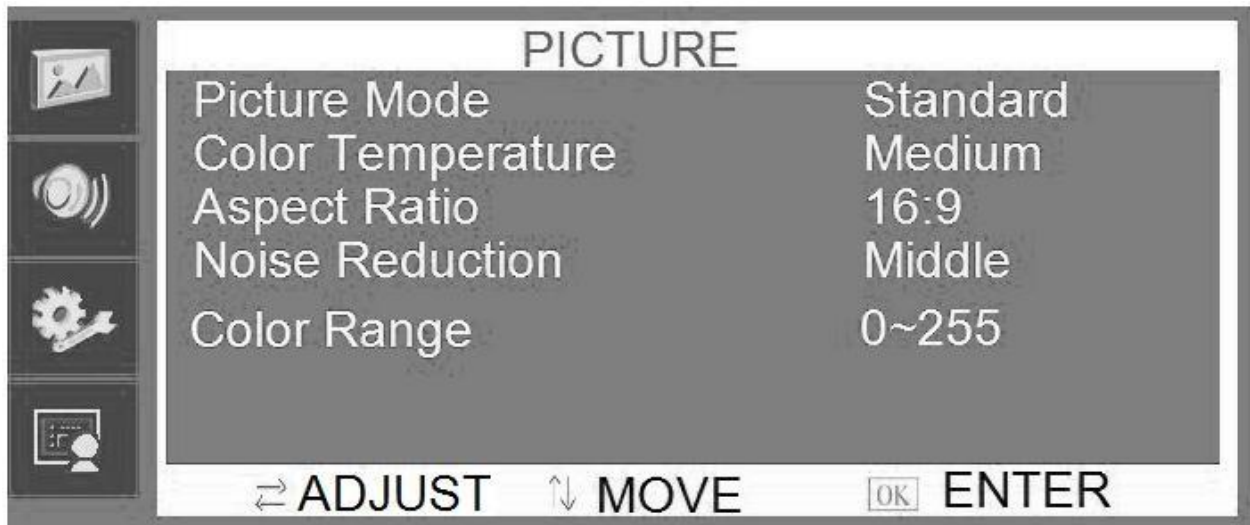 PICTURE
Picture Mode Standard
Color Temperature Medium
Aspect Ratio 16:9
Noise Reduction Middle
Color Range 0~255
⇄ ADJUST ↑↓ MOVE OK ENTER